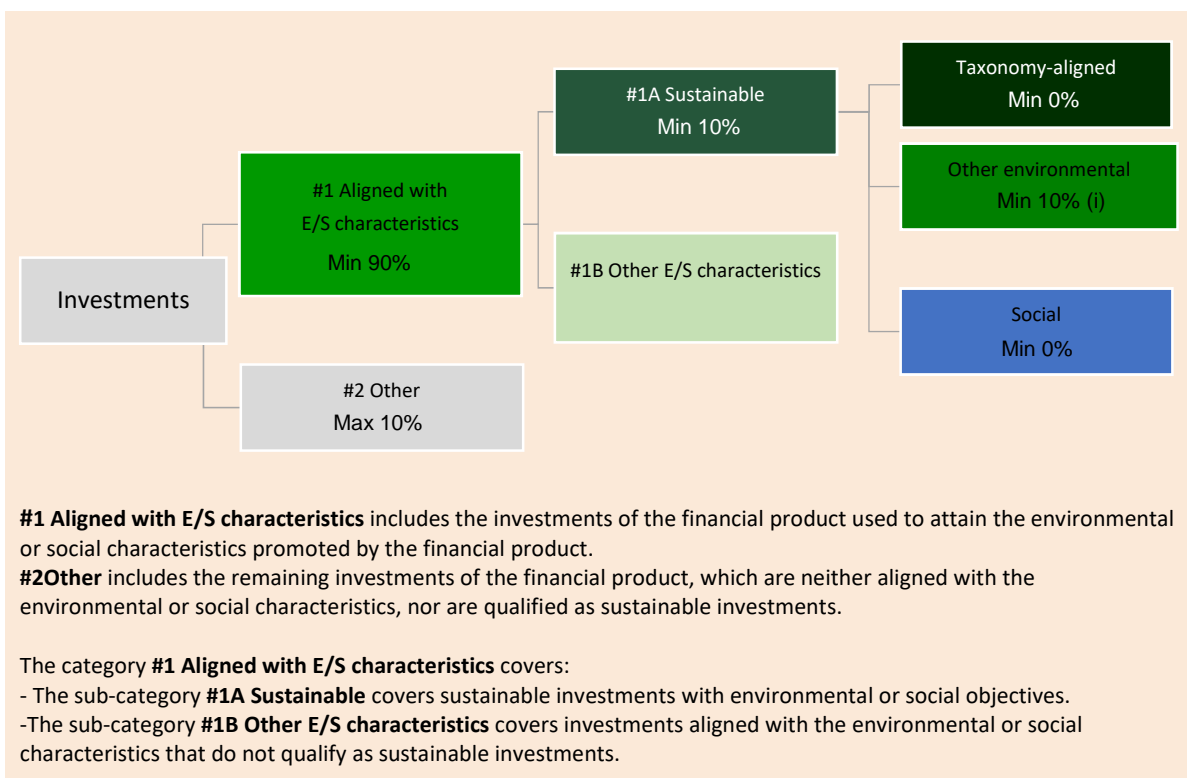 Investments
#1 Aligned with
E/S characteristics
Min 90%
#2 Other
Max 10%
#1A Sustainable
Min 10%
#1B Other E/S characteristics
Taxonomy-aligned
Min 0%
Other environmental
Min 10% (i)
Social
Min 0%
#1 Aligned with E/S characteristics includes the investments of the financial product used to attain the environmental
or social characteristics promoted by the financial product.
#2Other includes the remaining investments of the financial product, which are neither aligned with the
environmental or social characteristics, nor are qualified as sustainable investments.
The category #1 Aligned with E/S characteristics covers:
- The sub-category #1A Sustainable covers sustainable investments with environmental or social objectives.
-The sub-category #1B Other E/S characteristics covers investments aligned with the environmental or social
characteristics that do not qualify as sustainable investments.